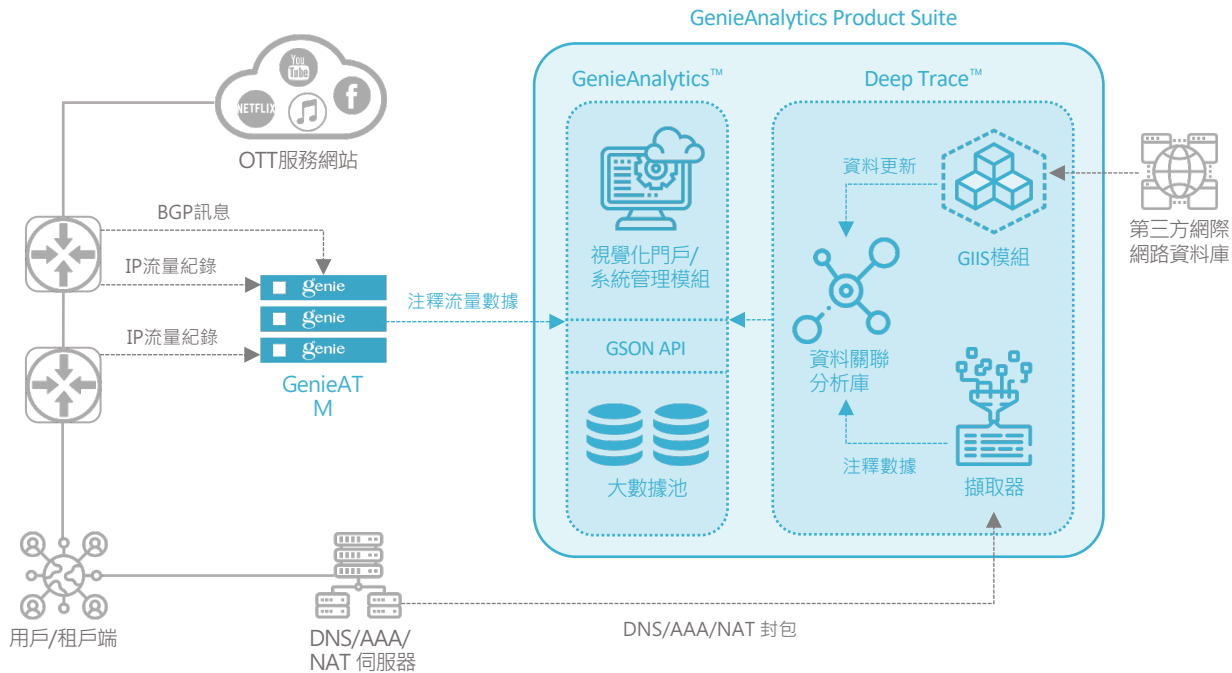 GenieAnalytics Product Suite
GenieAnalytics™
Deep Trace™
You
Tube
NETFLIX
f
OTT服務網站
BGP訊息
IP流量紀錄
IP流量紀錄
genie
genie
genie
GenieAT
M
注釋流量數據
視覺化門戶/
系統管理模組
GSON API
大數據池
資料更新
GIIS模組
資料關聯
分析庫
注釋數據
擷取器
第三方網際
網路資料庫
用戶/租戶端
DNS/AAA/
NAT 伺服器
DNS/AAA/NAT 封包